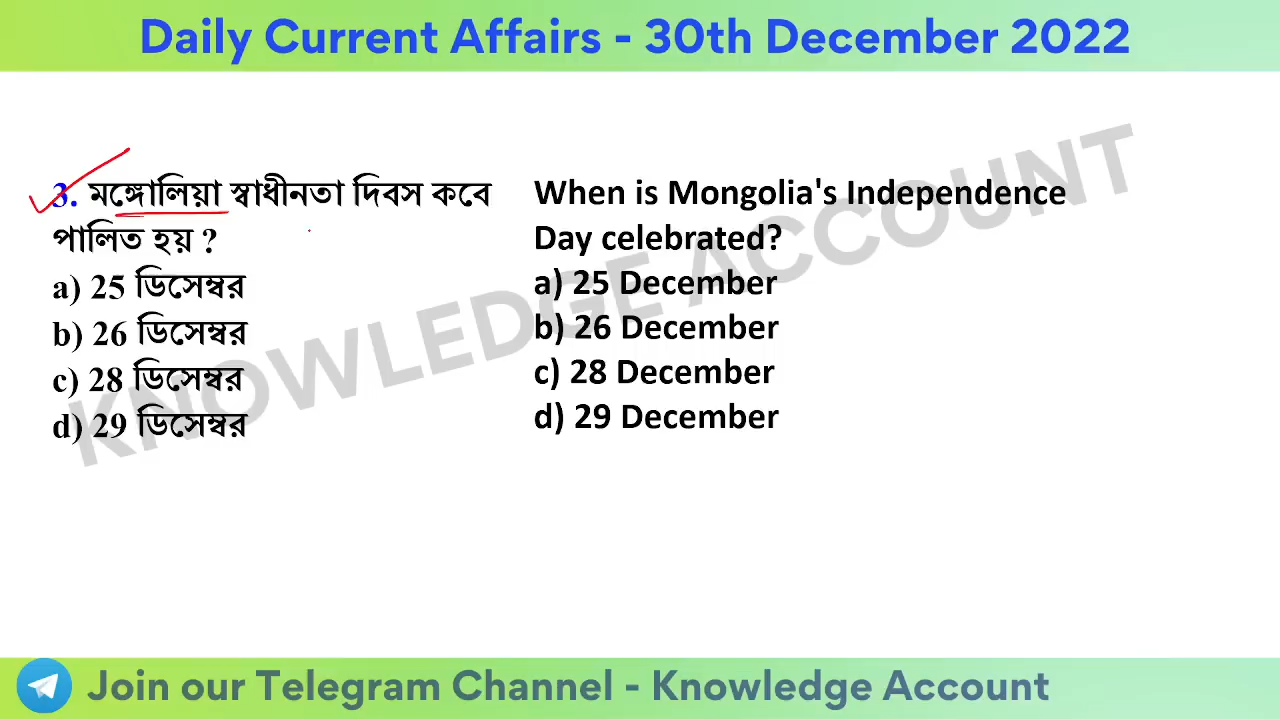 Daily Current Affairs - 30th December 2022
3. মঙ্গোলিয়া স্বাধীনতা দিবস কবে
পালিত হয় ?
a) 25 ডিসেম্বর
b) 26 ডিসেম্বর
c) 28 ডিসেম্বর
d) 29 ডিসেম্বর
When is Mongolia's Independence
Day celebrated?
a) 25 December
b) 26 December
c) 28 December
d) 29 December
KNOWLEDGE ACCOUNT
Join our Telegram Channel - Knowledge Account